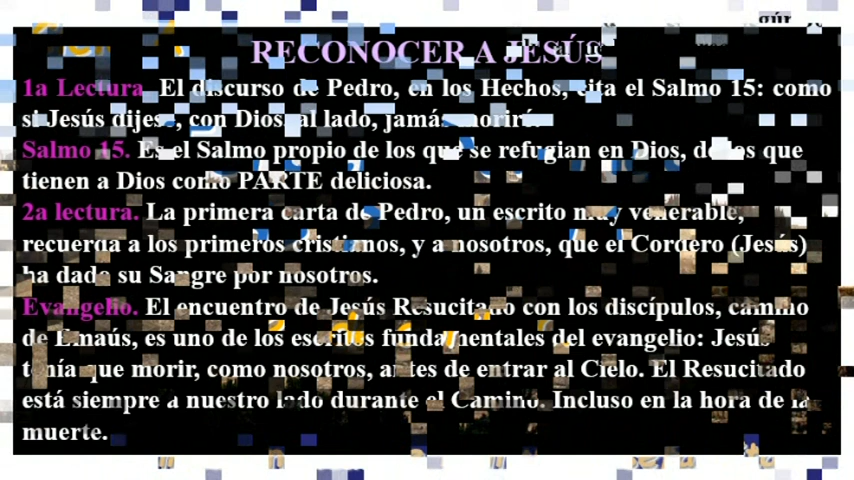 RECONOCER A JESÚS
1a Lectura. El discurso de Pedro, en los Hechos, cita el Salmo 15: como
si Jesús dijese, con Dios al lado, jamás moriré.
Salmo 15. Es el Salmo propio de los que se refugian en Dios, de los que
tienen a Dios como PARTE deliciosa.
2a lectura. La primera carta de Pedro, un escrito muy venerable,
recuerda a los primeros cristianos, y a nosotros, que el Cordero (Jesús)
ha dado su Sangre por nosotros.
Evangelio. El encuentro de Jesús Resucitado con los discípulos, camino
de Emaús, es uno de los escritos fundamentales del evangelio: Jesús
tenía que morir, como nosotros, antes de entrar al Cielo. El Resucitado
está siempre a nuestro lado durante el Camino. Incluso en la hora de la
muerte.